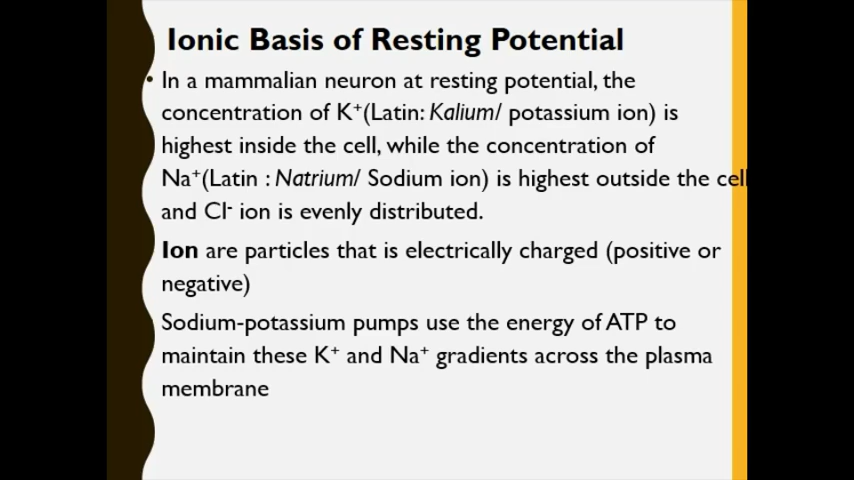 Ionic Basis of Resting Potential
• In a mammalian neuron at resting potential, the
concentration of K⁺(Latin: Kalium/ potassium ion) is
highest inside the cell, while the concentration of
Na⁺(Latin : Natrium/ Sodium ion) is highest outside the cell
and Cl⁻ ion is evenly distributed.
Ion are particles that is electrically charged (positive or
negative)
Sodium-potassium pumps use the energy of ATP to
maintain these K⁺ and Na⁺ gradients across the plasma
membrane